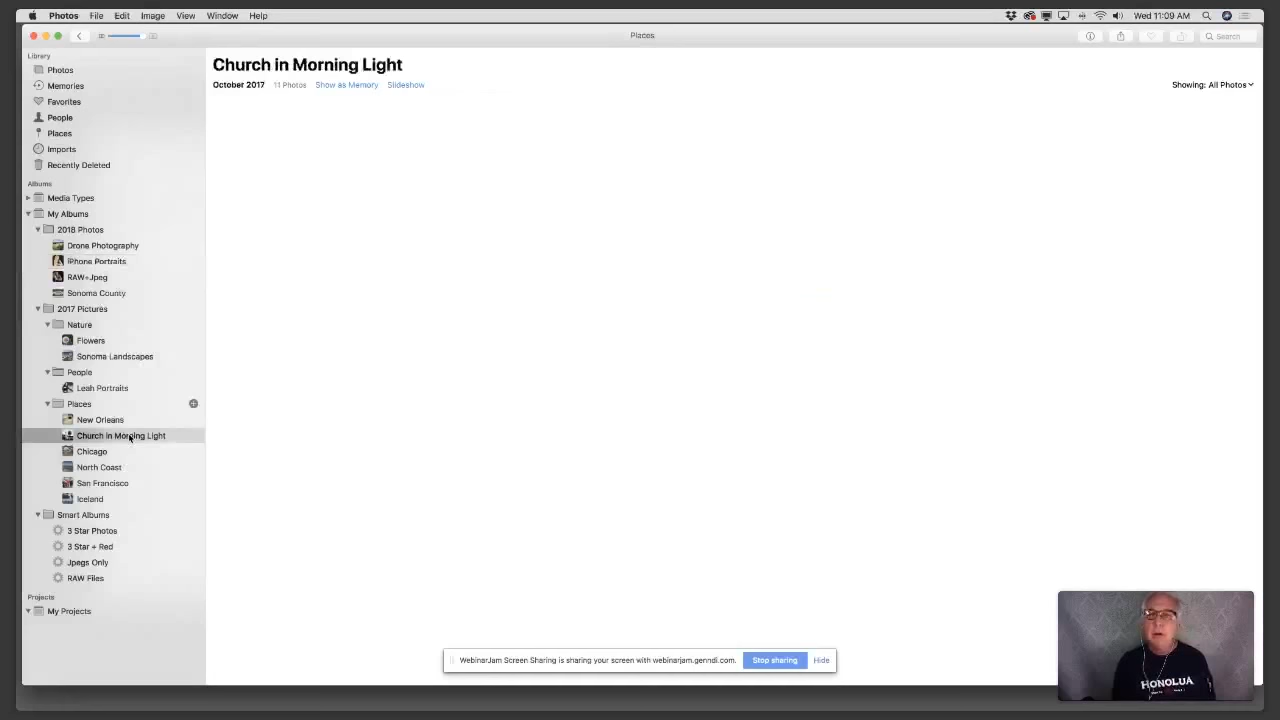 Photos File Edit Image View Window Help
Wed 11:09 AM
Places
Search
Library
Photos
Memories
Favorites
People
Places
Imports
Recently Deleted
Albums
Media Types
My Albums
2018 Photos
Drone Photography
iPhone Portraits
RAW+Jpeg
Sonoma County
2017 Pictures
Nature
Flowers
Sonoma Landscapes
People
Leah Portraits
Places
New Orleans
Church in Morning Light
Chicago
North Coast
San Francisco
Iceland
Smart Albums
3 Star Photos
3 Star + Red
Jpegs Only
RAW Files
Projects
My Projects
Church in Morning Light
October 2017 11 Photos Show as Memory Slideshow
Showing: All Photos
WebinarJam Screen Sharing is sharing your screen with webinarjam.genndi.com. Stop sharing Hide
HONOLUA